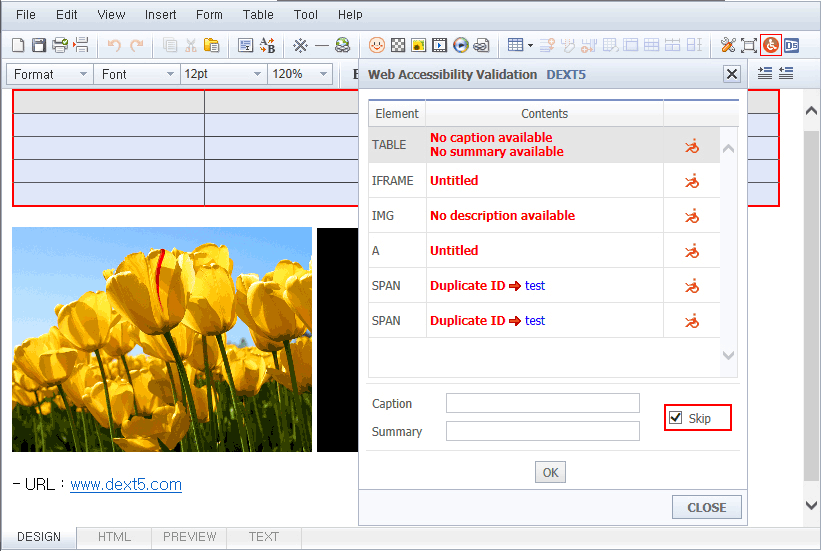 File Edit View Insert Form Table Tool Help
D5
Format Font 12pt 120%
Web Accessibility Validation DEXT5
Element Contents
TABLE No caption available
No summary available
IFRAME Untitled
IMG No description available
A Untitled
SPAN Duplicate ID test
SPAN Duplicate ID test
Caption
Skip
Summary
OK
- URL : www.dext5.com
CLOSE
DESIGN HTML PREVIEW TEXT